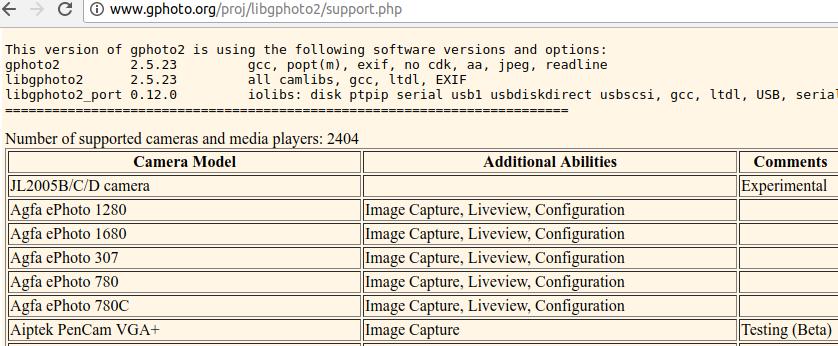 www.gphoto.org/proj/libgphoto2/support.php
This version of gphoto2 is using the following software versions and options:
gphoto2 2.5.23 gcc, popt(m), exif, no cdk, aa, jpeg, readline
libgphoto2 2.5.23 all camlibs, gcc, ltdl, EXIF
libgphoto2_port 0.12.0 iolibs: disk ptpip serial usb1 usbdiskdirect usbscsi, gcc, ltdl, USB, serial
========================================================================
Number of supported cameras and media players: 2404
Camera Model Additional Abilities Comments
JL2005B/C/D camera Experimental
Agfa ePhoto 1280 Image Capture, Liveview, Configuration
Agfa ePhoto 1680 Image Capture, Liveview, Configuration
Agfa ePhoto 307 Image Capture, Liveview, Configuration
Agfa ePhoto 780 Image Capture, Liveview, Configuration
Agfa ePhoto 780C Image Capture, Liveview, Configuration
Aiptek PenCam VGA+ Image Capture Testing (Beta)